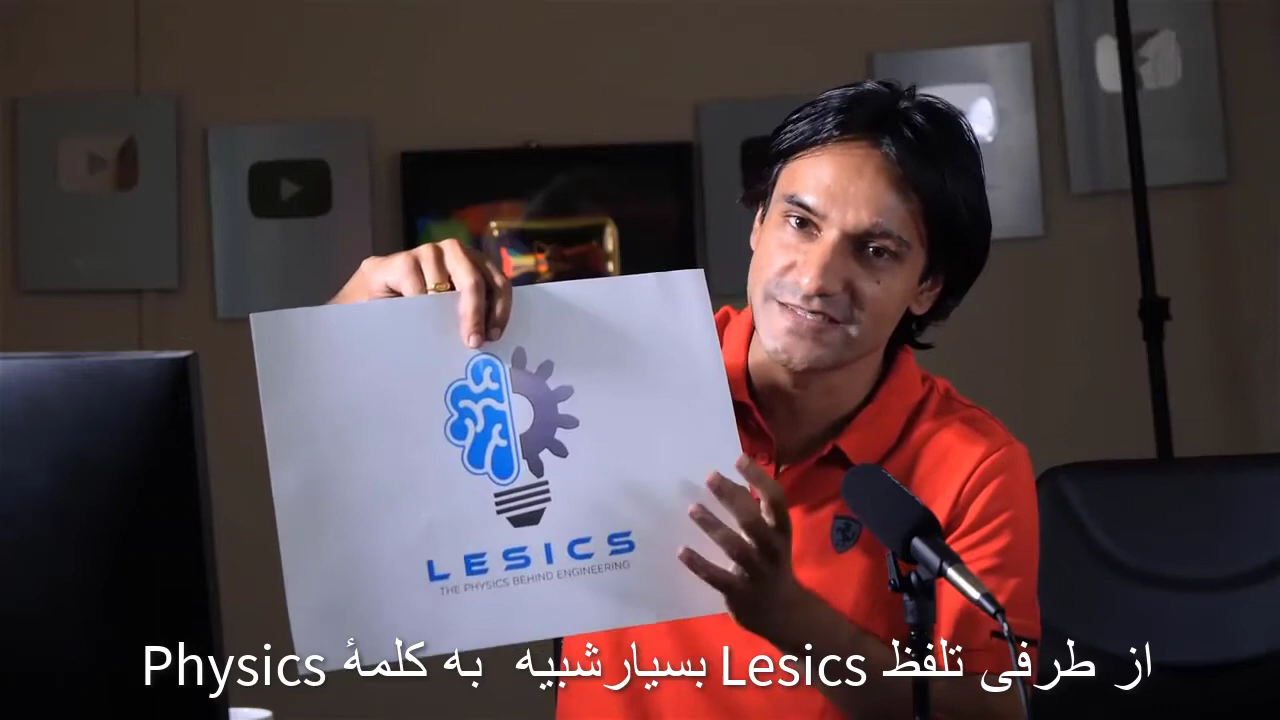 LESICS
THE PHYSICS BEHIND ENGINEERING
از طرفی تلفظ Lesics بسیارشبیه به کلمهٔ Physics